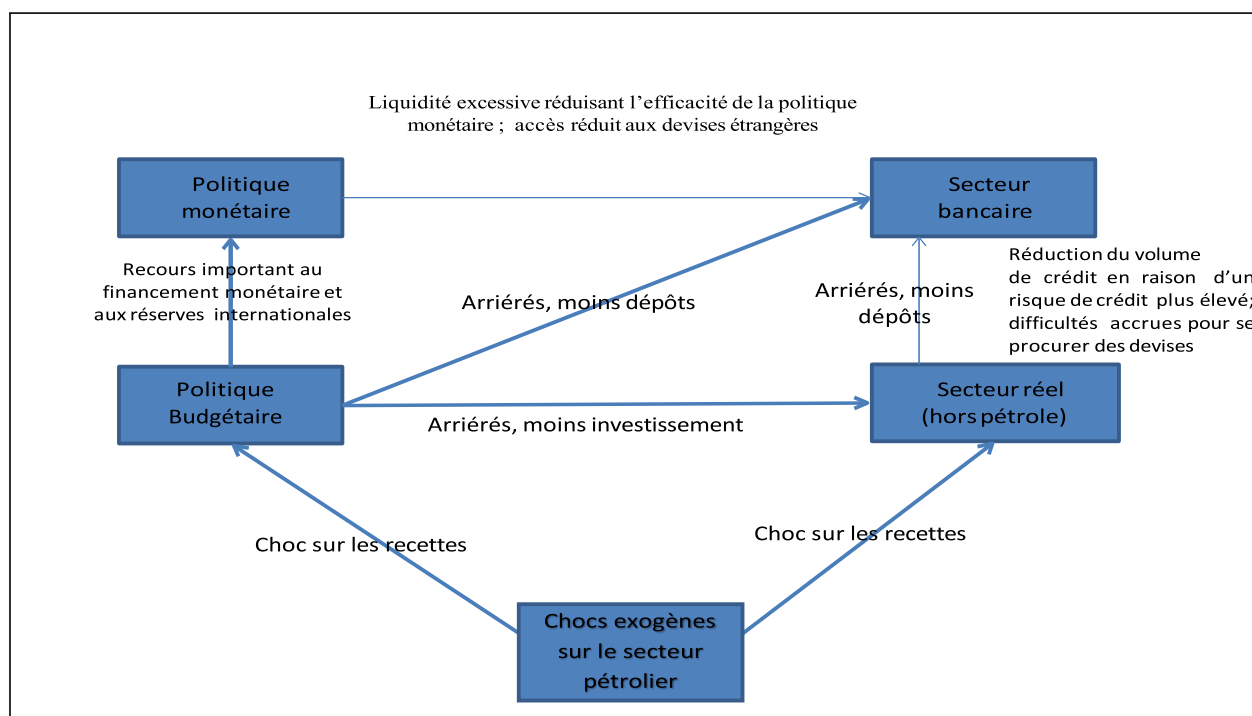 Liquidité excessive réduisant l’efficacité de la politique
monétaire ; accès réduit aux devises étrangères
Politique
monétaire
Secteur
bancaire
Recours important au
financement monétaire et
aux réserves internationales
Arriérés, moins dépôts
Arriérés, moins
dépôts
Réduction du volume
de crédit en raison d’un
risque de crédit plus élevé;
difficultés accrues pour se
procurer des devises
Politique
Budgétaire
Secteur réel
(hors pétrole)
Arriérés, moins investissement
Choc sur les recettes
Choc sur les recettes
Chocs exogènes
sur le secteur
pétrolier